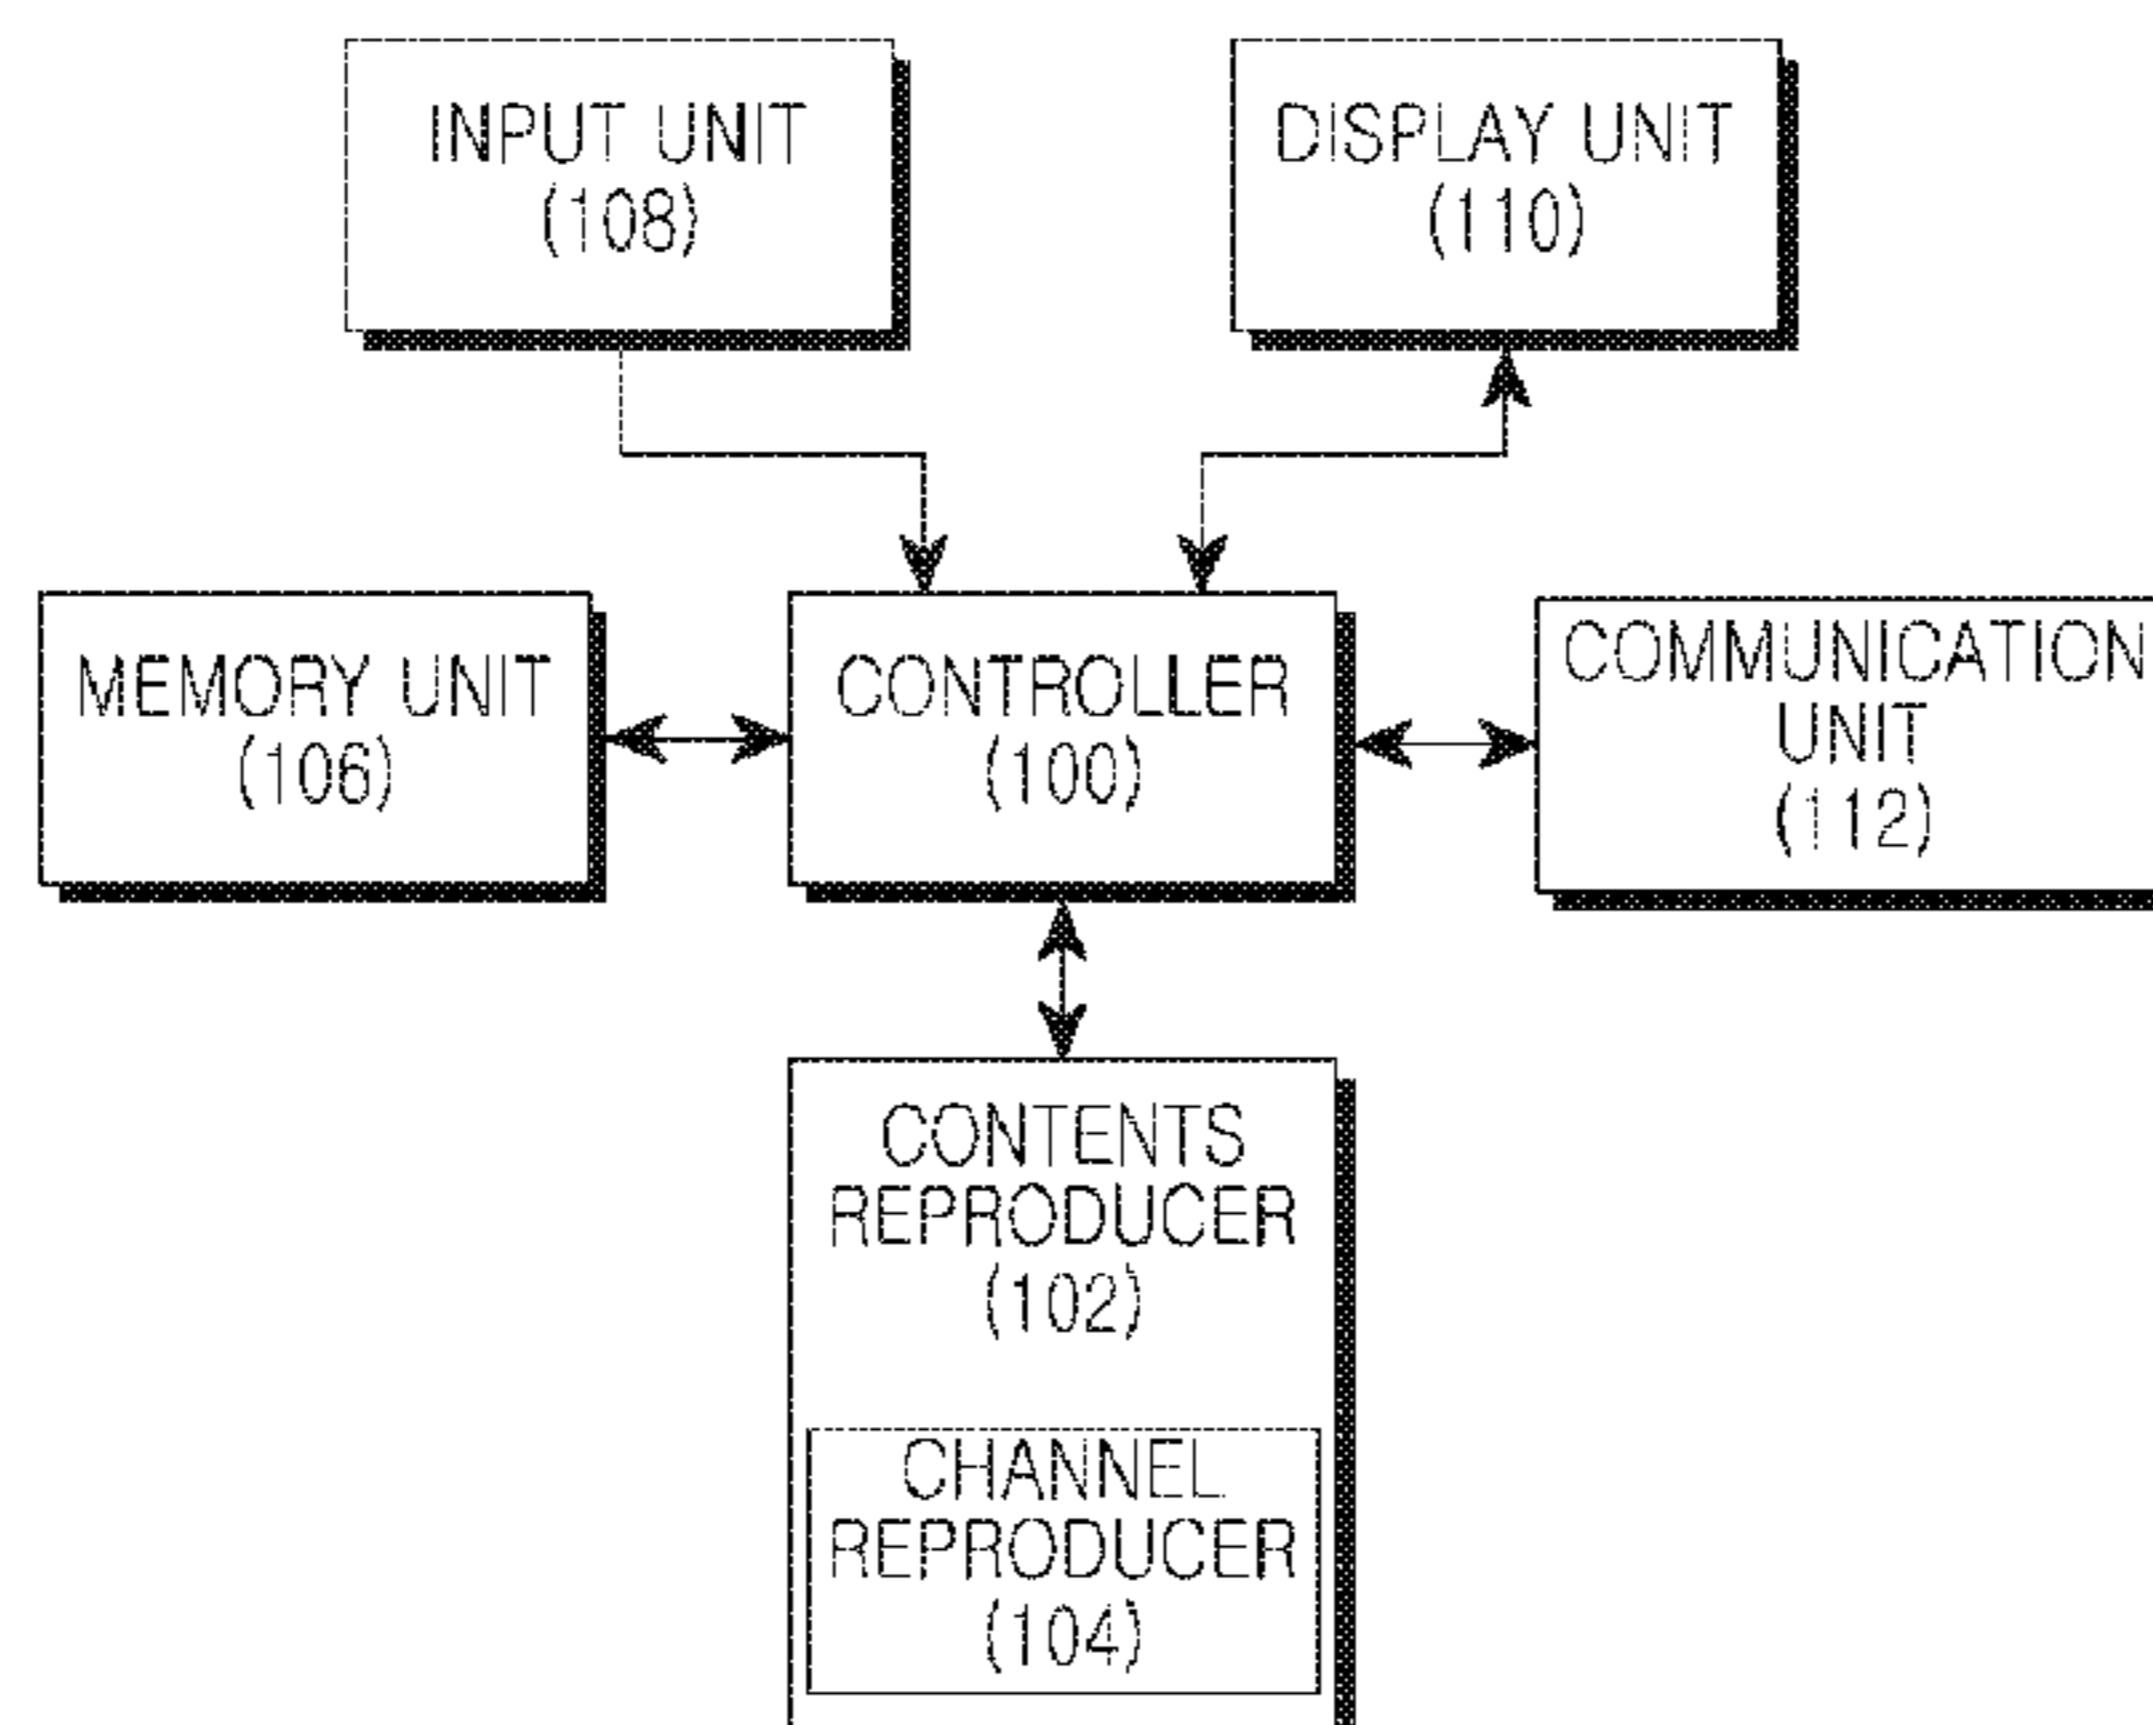 INPUT UNIT
(108)
DISPLAY UNIT
(110)
MEMORY UNIT
(106)
CONTROLLER
(100)
COMMUNICATION
UNIT
(112)
CONTENTS
REPRODUCER
(102)
CHANNEL
REPRODUCER
(104)